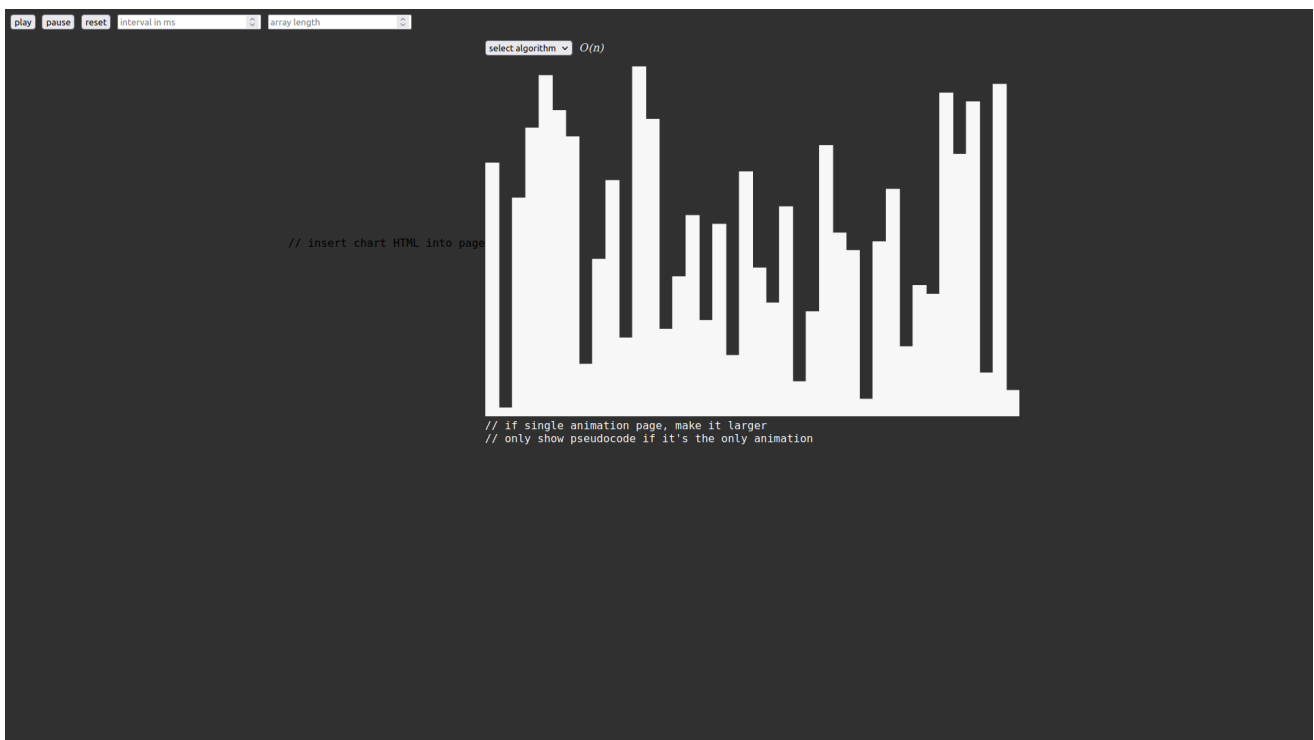 play pause reset interval in ms array length
select algorithm O(n)
// insert chart HTML into page
// if single animation page, make it larger
// only show pseudocode if it's the only animation